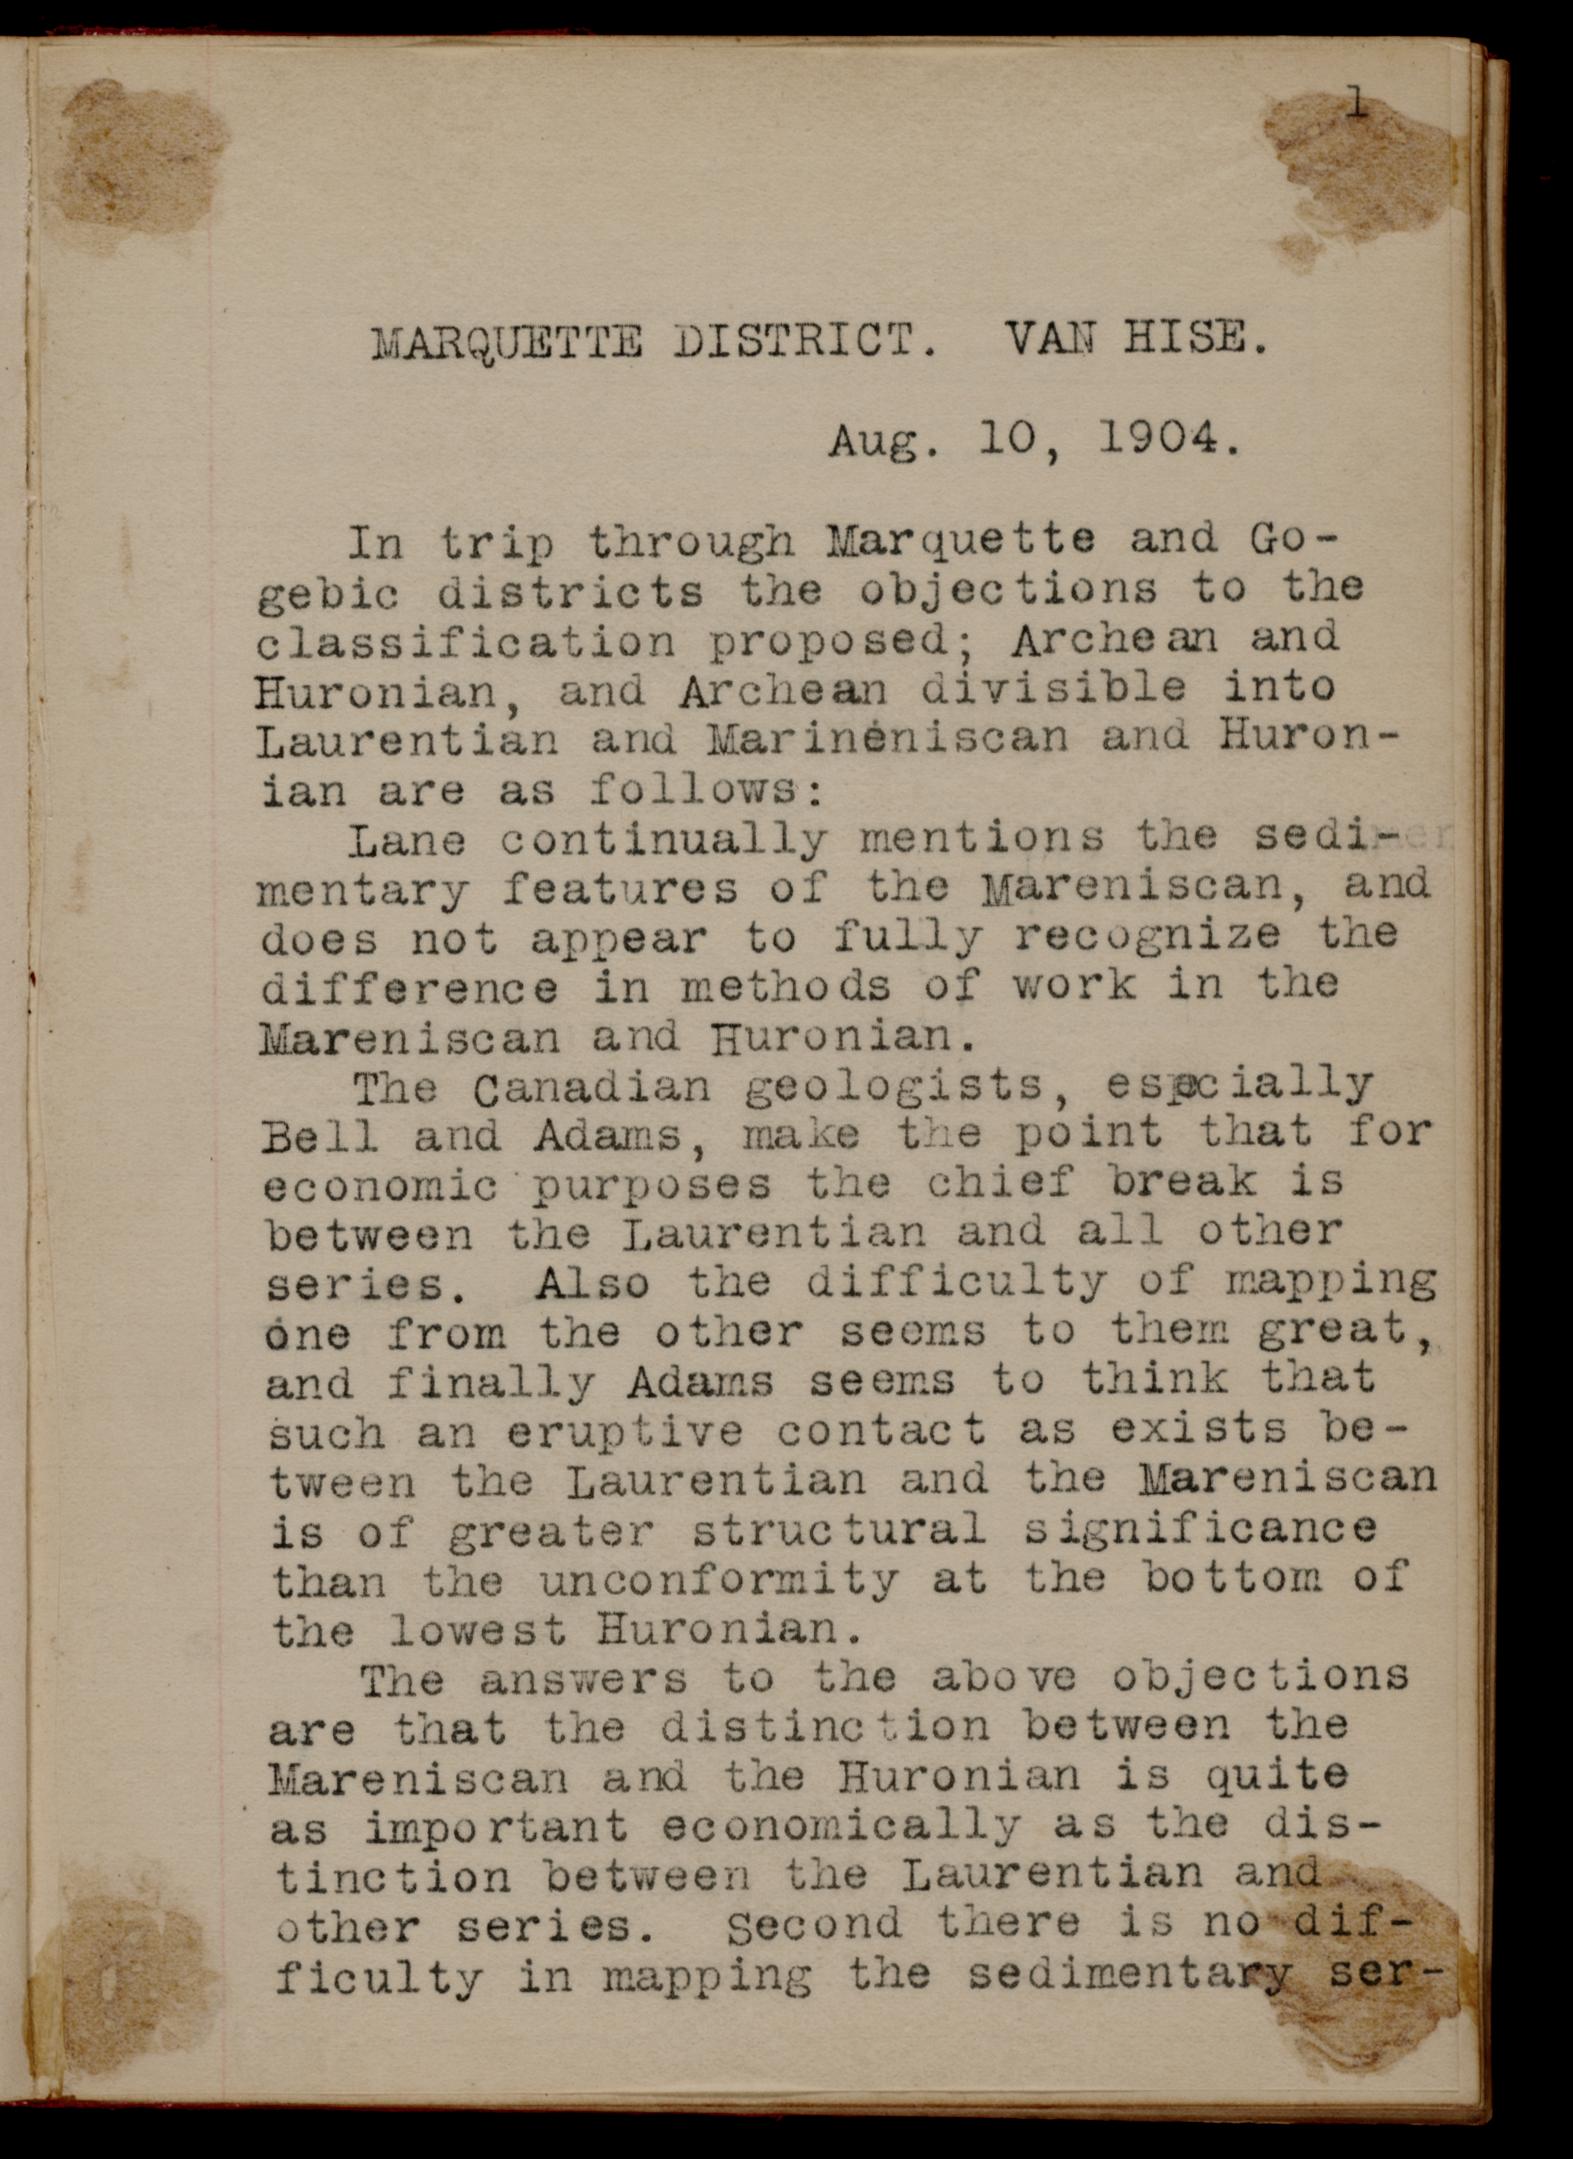 1
MARQUETTE DISTRICT. VAN HISE.
Aug. 10, 1904.
In trip through Marquette and Go-
gebic districts the objections to the
classification proposed; Archean and
Huronian, and Archean divisible into
Laurentian and Marineniscan and Huron-
ian are as follows:
Lane continually mentions the sedi-
mentary features of the Mareniscan, and
does not appear to fully recognize the
difference in methods of work in the
Mareniscan and Huronian.
The Canadian geologists, especially
Bell and Adams, make the point that for
economic purposes the chief break is
between the Laurentian and all other
series. Also the difficulty of mapping
one from the other seems to them great,
and finally Adams seems to think that
such an eruptive contact as exists be-
tween the Laurentian and the Mareniscan
is of greater structural significance
than the unconformity at the bottom of
the lowest Huronian.
The answers to the above objections
are that the distinction between the
Mareniscan and the Huronian is quite
as important economically as the dis-
tinction between the Laurentian and
other series. Second there is no dif-
ficulty in mapping the sedimentary ser-